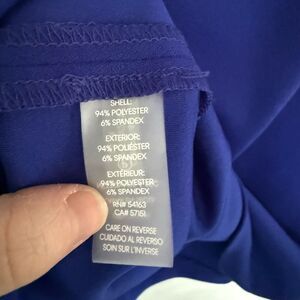 SHELL:
94% POLYESTER
6% SPANDEX
EXTERIOR:
94% POLIÉSTER
6% SPANDEX
EXTÉRIEUR:
94% POLYESTER
6% SPANDEX
RN# 54163
CA# 57151
CARE ON REVERSE
CUIDADO AL REVERSO
SOIN SUR L'INVERSE